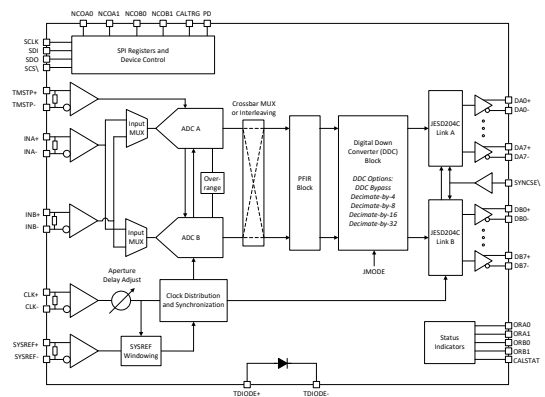 NCOA0 NCOA1 NCOB0 NCOB1 CALTRG PD
SCLK
SDI
SDO
SCS\
SPI Registers and
Device Control
TMSTP+
TMSTP-
INA+
INA-
Input
MUX
ADC A
Crossbar MUX
or Interleaving
Over-
range
INB+
INB-
Input
MUX
ADC B
PFIR
Block
Digital Down
Converter (DDC)
Block
DDC Options:
DDC Bypass
Decimate-by-4
Decimate-by-8
Decimate-by-16
Decimate-by-32
JMODE
JESD204C
Link A
DA0+
DA0-
DA7+
DA7-
SYNCSE\
JESD204C
Link B
DB0+
DB0-
DB7+
DB7-
Aperture
Delay Adjust
CLK+
CLK-
Clock Distribution
and Synchronization
SYSREF+
SYSREF-
SYSREF
Windowing
Status
Indicators
ORA0
ORA1
ORB0
ORB1
CALSTAT
TDIODE+
TDIODE-